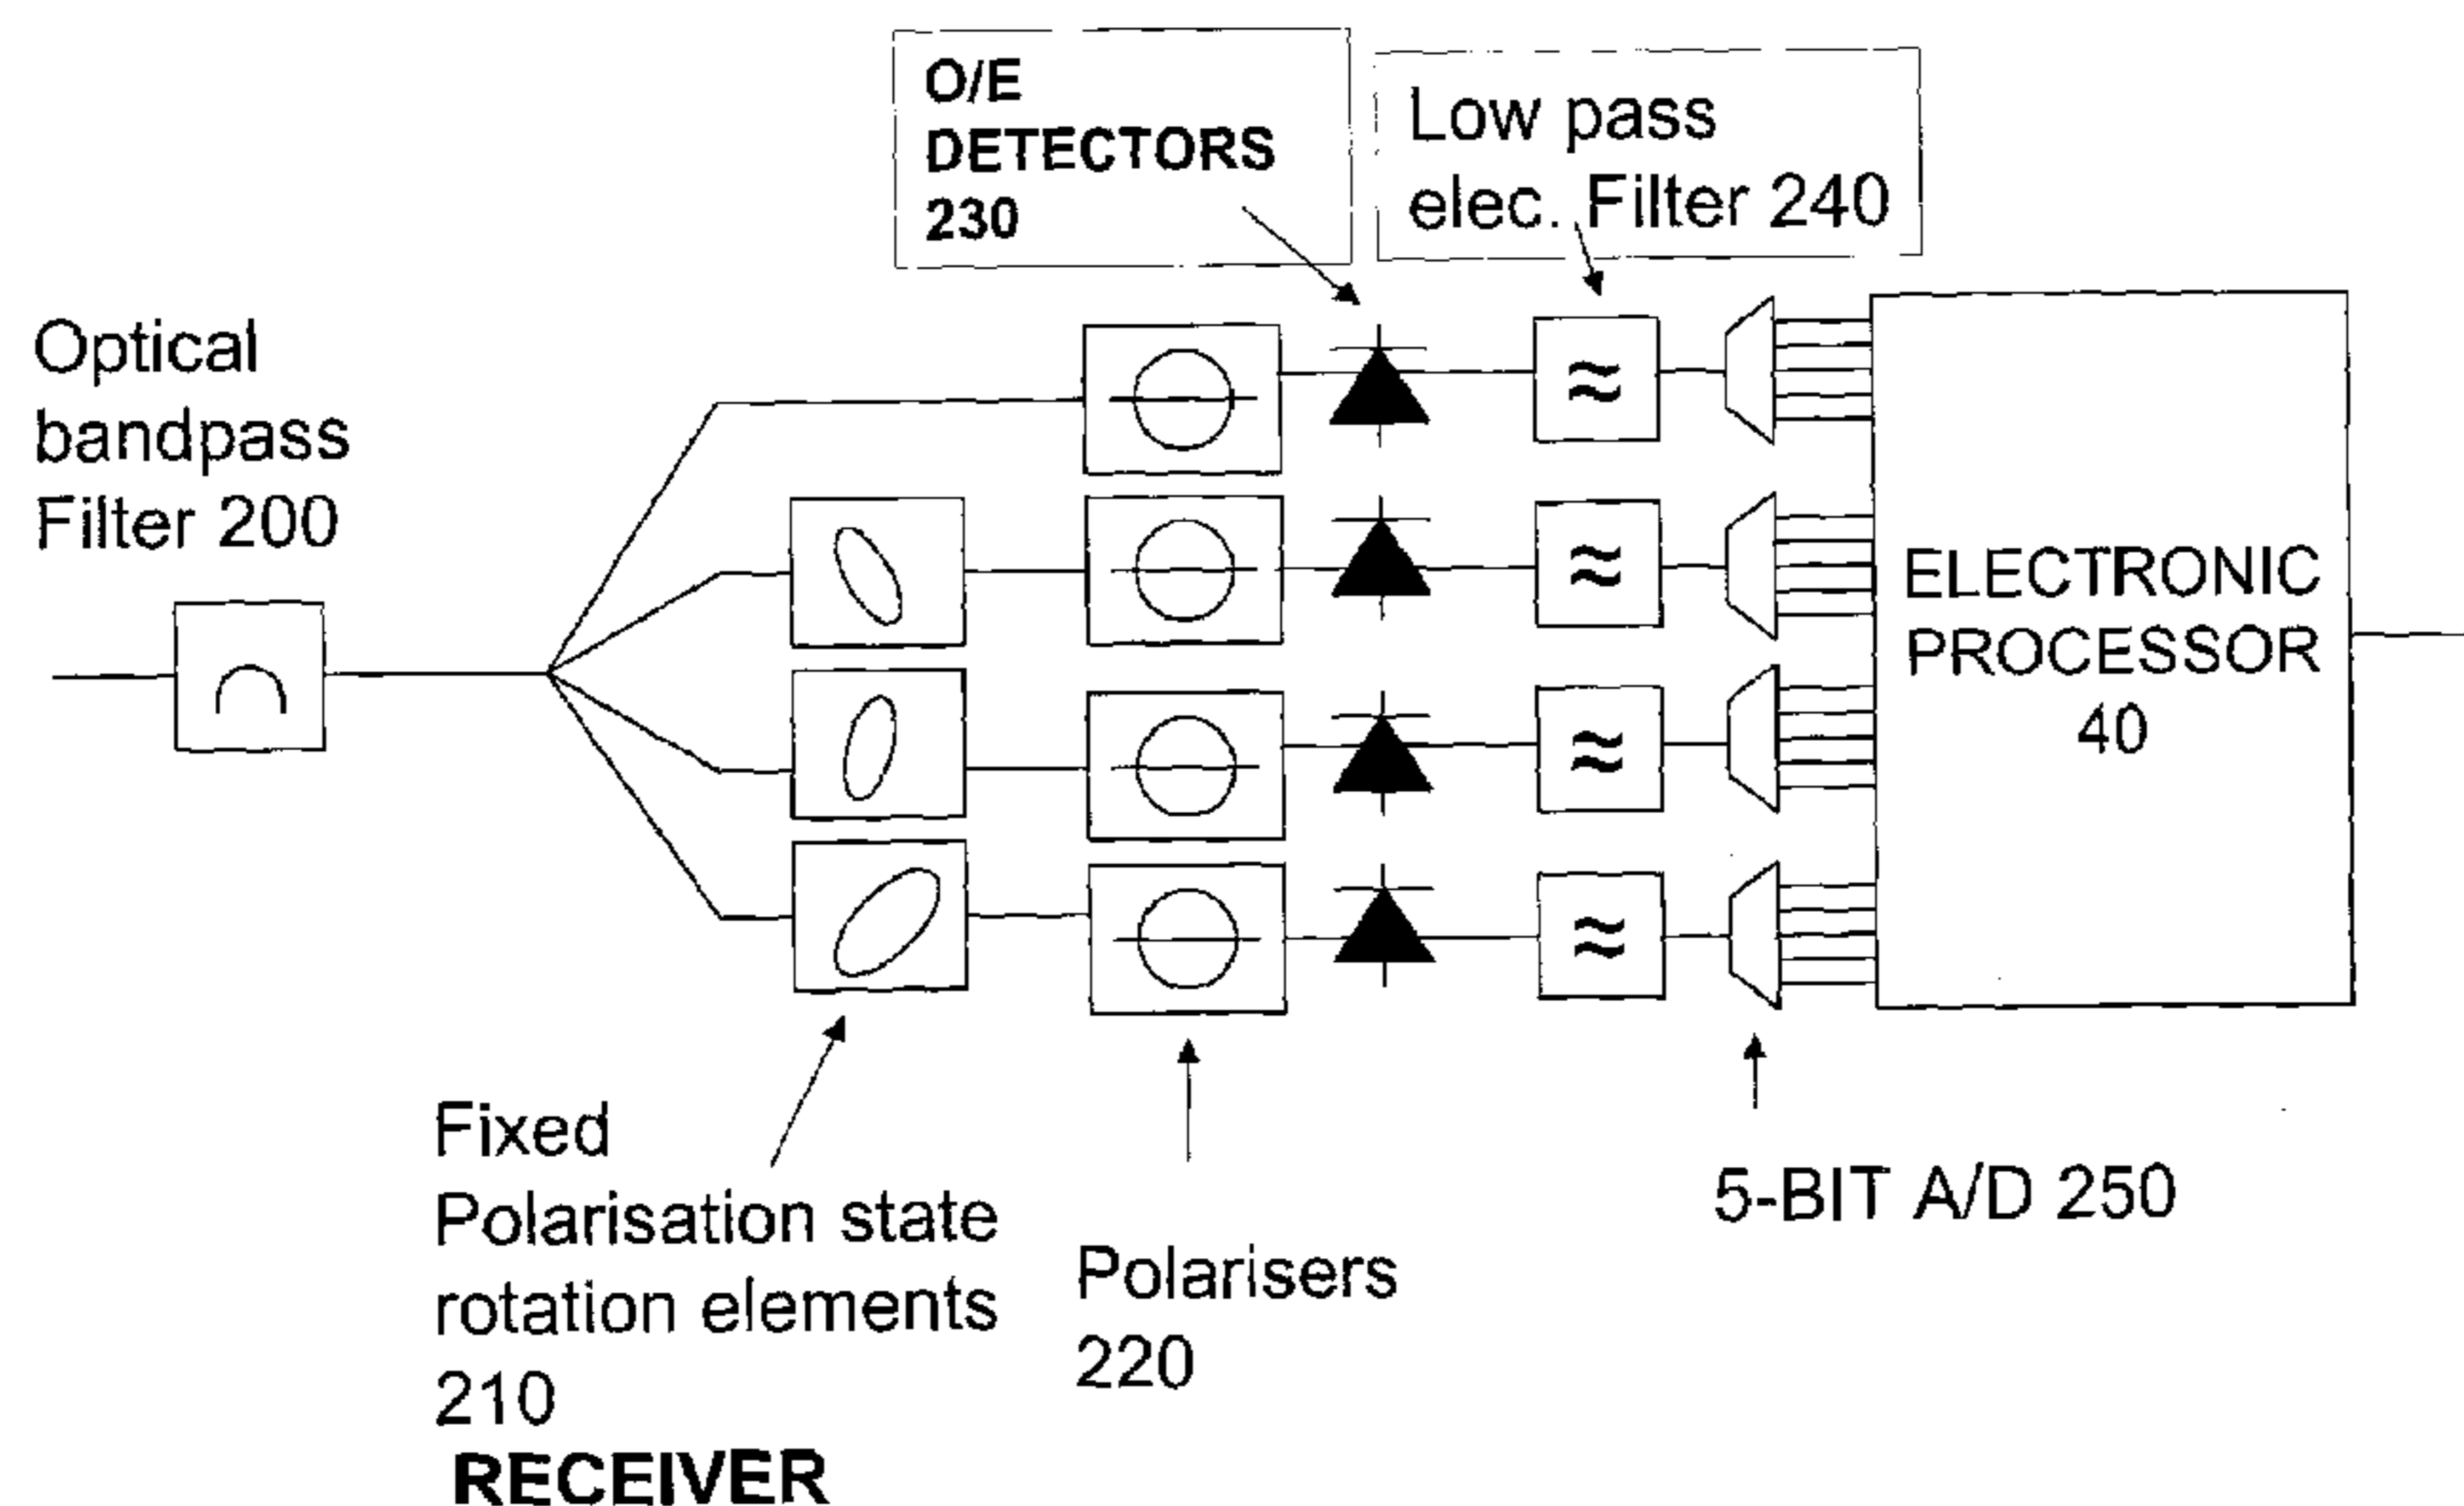 O/E
DETECTORS
230
Low pass
elec. Filter 240
Optical
bandpass
Filter 200
ELECTRONIC
PROCESSOR
40
Fixed
Polarisation state
rotation elements
210
Polarisers
220
5-BIT A/D 250
RECEIVER